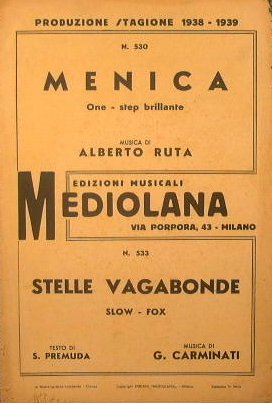 PRODUZIONE STAGIONE 1938 - 1939
N. 530
MENICA
One - step brillante
MUSICA DI
ALBERTO RUTA
EDIZIONI MUSICALI
MEDIOLANA
VIA PORPORA, 43 - MILANO
N. 533
STELLE VAGABONDE
SLOW - FOX
TESTO DI
S. PREMUDA
MUSICA DI
G. CARMINATI
Copyright